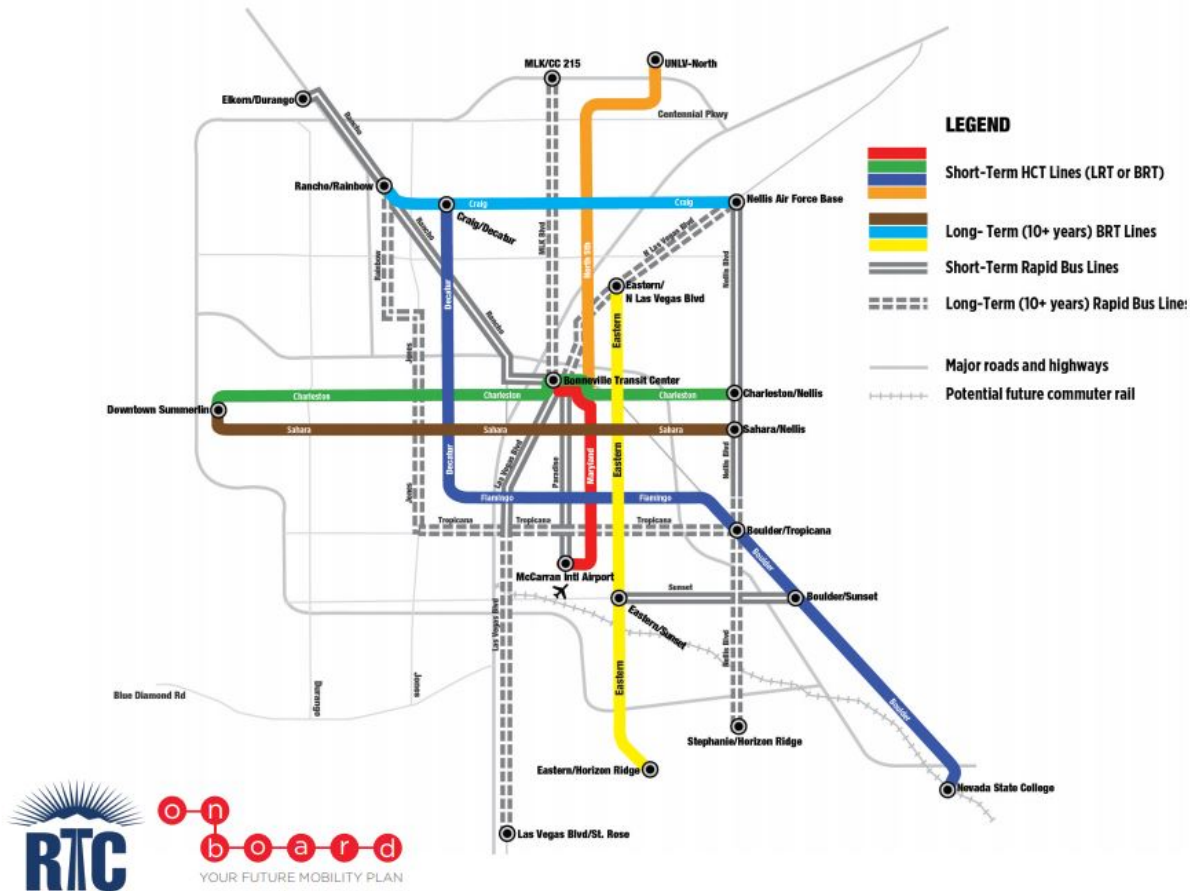 MLK/CC 215
UNLV-North
Elkorn/Durango
Rancho
Centennial Pkwy
LEGEND
Short-Term HCT Lines (LRT or BRT)
Rancho/Rainbow
Craig
Craig
Nellis Air Force Base
Craig/Decatur
Long- Term (10+ years) BRT Lines
Rancho
MLK Blvd
North 5th
N Las Vegas Blvd
Nellis Blvd
Short-Term Rapid Bus Lines
Rainbow
Decatur
Eastern/
N Las Vegas Blvd
Long-Term (10+ years) Rapid Bus Lines
Rancho
Eastern
Jones
Major roads and highways
Bonneville Transit Center
Charleston
Charleston
Charleston
Charleston/Nellis
Potential future commuter rail
Downtown Summerlin
Sahara
Sahara
Sahara
Sahara/Nellis
Decatur
Las Vegas Blvd
Paradise
Maryland
Eastern
Nellis Blvd
Jones
Flamingo
Flamingo
Tropicana
Tropicana
Tropicana
Boulder/Tropicana
Boulder
McCarran Intl Airport
Sunset
Boulder/Sunset
Eastern/Sunset
Las Vegas Blvd
Nellis Blvd
Eastern
Blue Diamond Rd
Durango
Jones
Boulder
Stephanie/Horizon Ridge
Eastern/Horizon Ridge
Nevada State College
Las Vegas Blvd/St. Rose
RTC
on
board
YOUR FUTURE MOBILITY PLAN